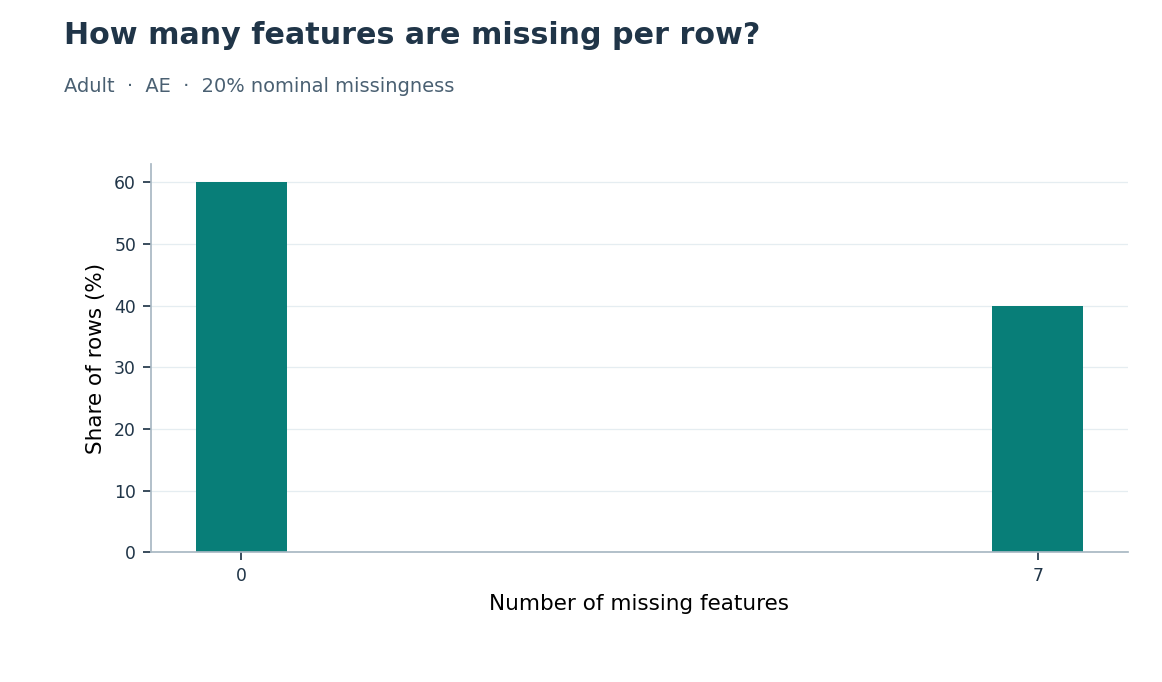 How many features are missing per row?
Adult · AE · 20% nominal missingness
60
50
40
30
20
10
0
Share of rows (%)
0
7
Number of missing features